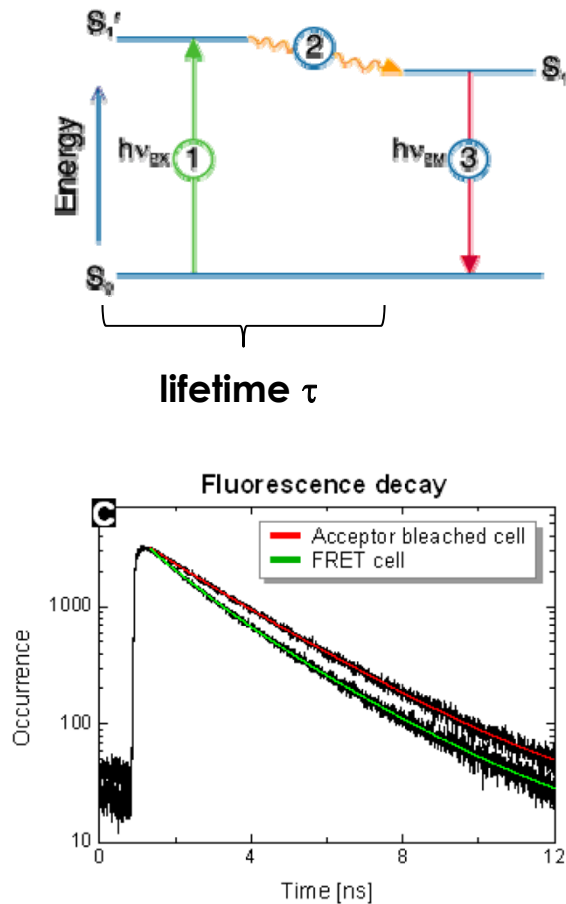 S₁′
2
S₁
Energy
hνEX
1
hνEM
3
S₀
lifetime τ
C
Fluorescence decay
Acceptor bleached cell
FRET cell
Occurrence
1000
100
10
0
4
8
12
Time [ns]